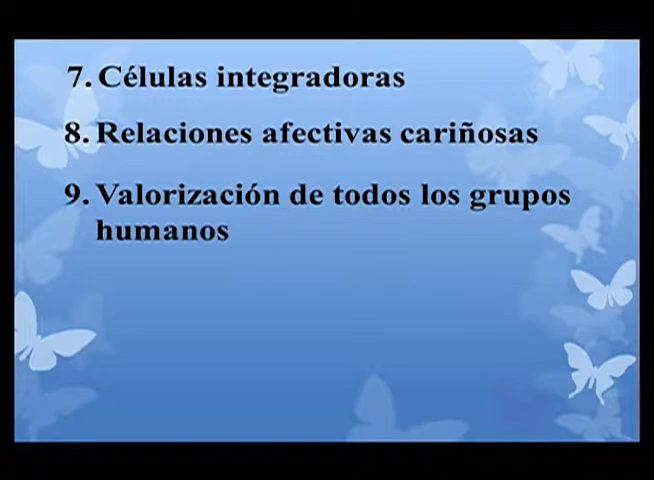 7. Células integradoras
8. Relaciones afectivas cariñosas
9. Valorización de todos los grupos
humanos